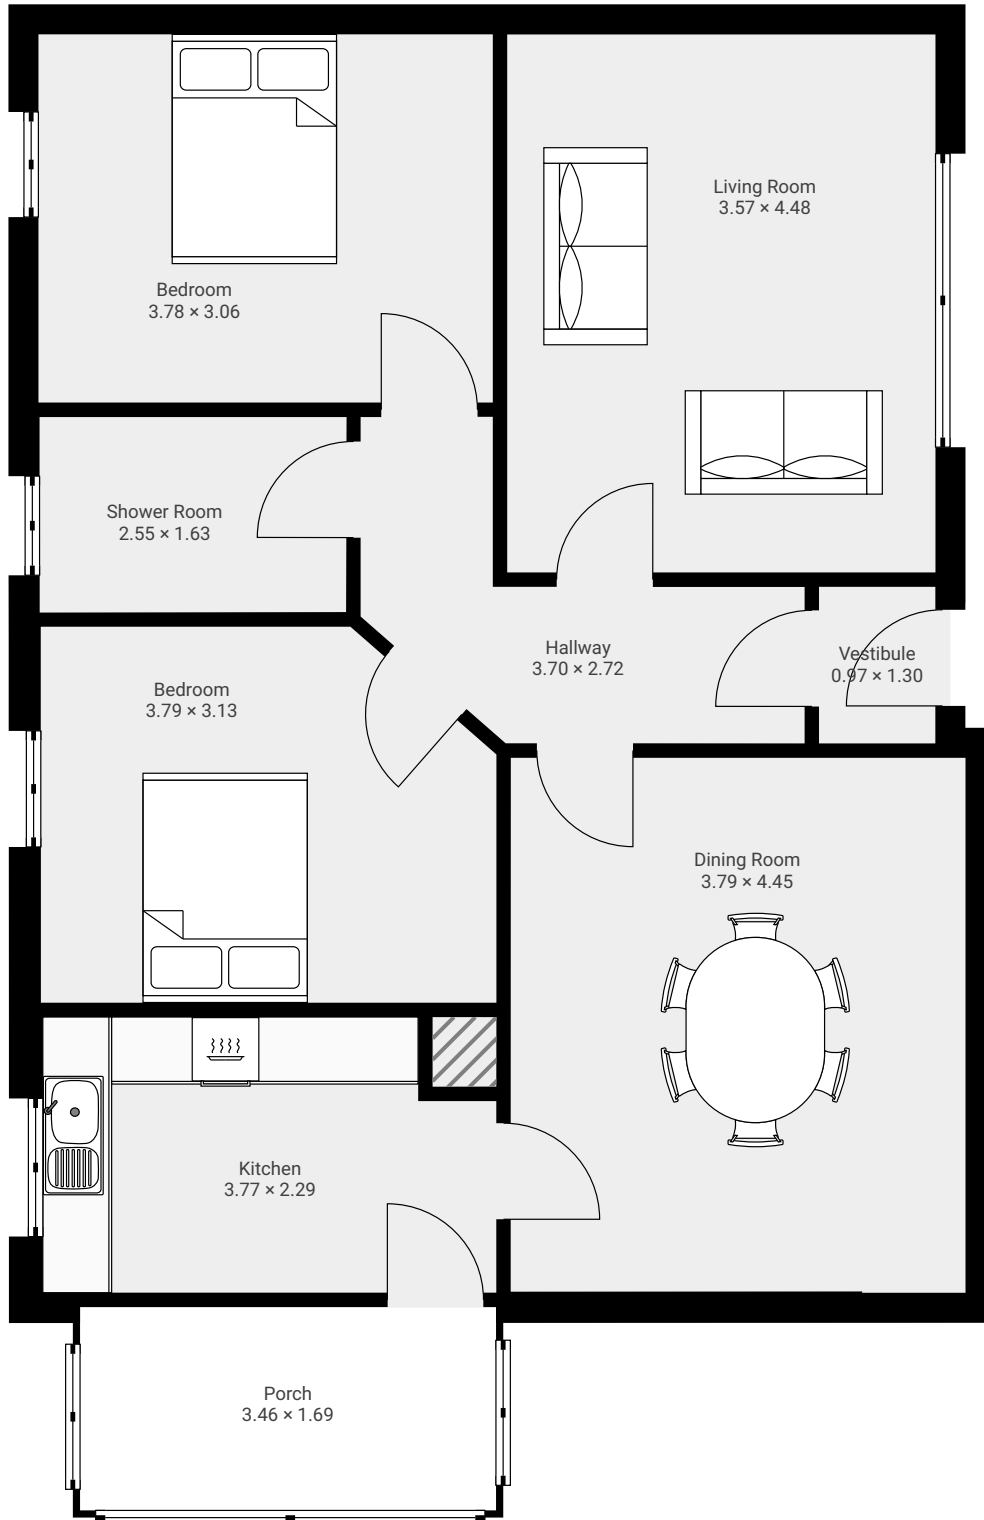 Living Room
3.57 × 4.48
Bedroom
3.78 × 3.06
Shower Room
2.55 × 1.63
Hallway
3.70 × 2.72
Vestibule
0.97 × 1.30
Bedroom
3.79 × 3.13
Dining Room
3.79 × 4.45
Kitchen
3.77 × 2.29
Porch
3.46 × 1.69